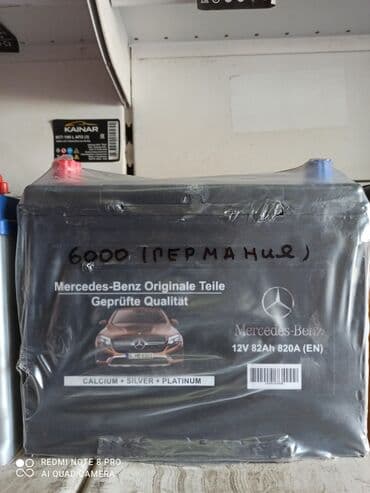 KAINAR
6000 (ГЕРМАНИЯ)
Mercedes-Benz Originale Teile
Geprüfte Qualität
Mercedes-Benz
12V 82Ah 820A (EN)
CALCIUM + SILVER + PLATINUM
REDMI NOTE 8 PRO
AI QUAD CAMERA